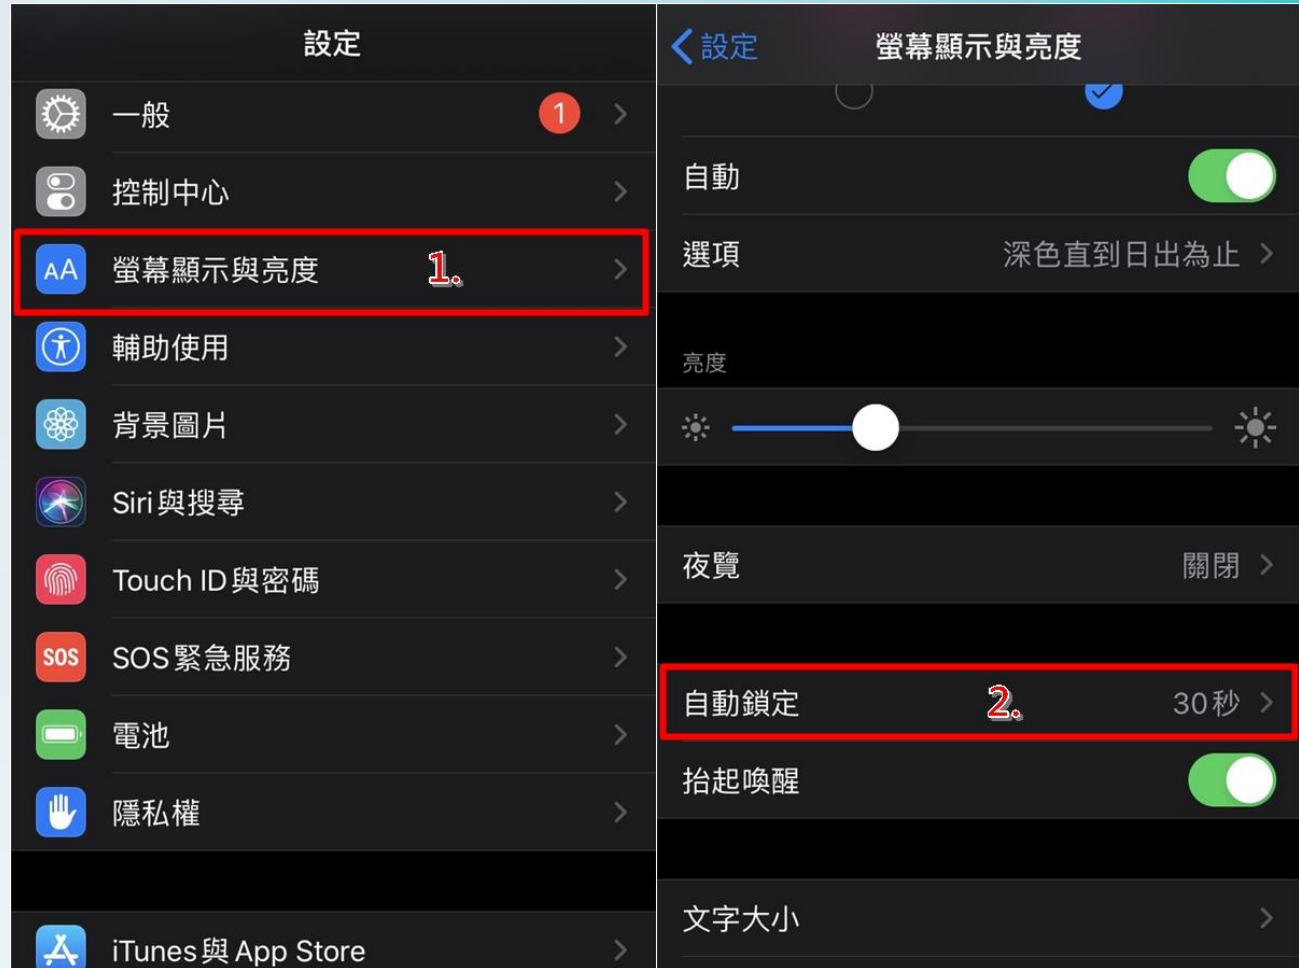 設定
一般 1
控制中心
AA 螢幕顯示與亮度 1.
輔助使用
背景圖片
Siri與搜尋
Touch ID與密碼
SOS SOS緊急服務
電池
隱私權
iTunes與App Store
設定 螢幕顯示與亮度
自動
選項 深色直到日出為止
亮度
夜覽 關閉
自動鎖定 2. 30秒
抬起喚醒
文字大小